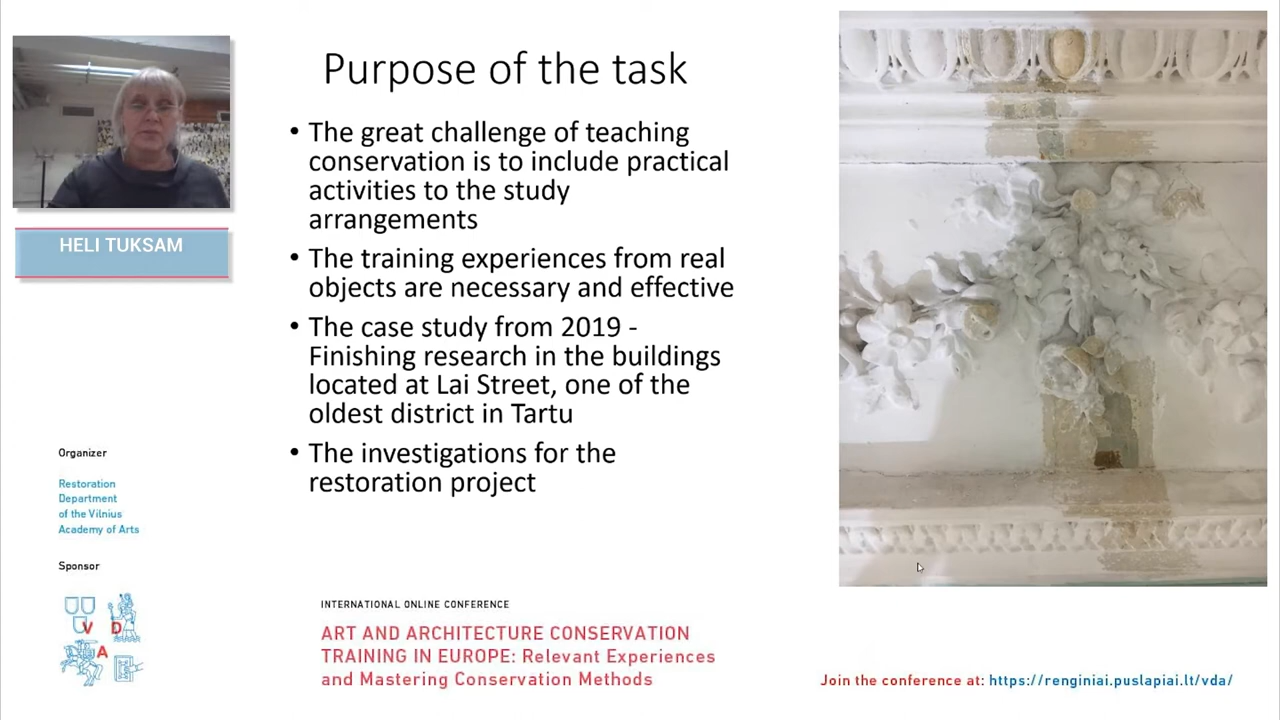 Purpose of the task
• The great challenge of teaching
conservation is to include practical
activities to the study
arrangements
• The training experiences from real
objects are necessary and effective
• The case study from 2019 -
Finishing research in the buildings
located at Lai Street, one of the
oldest district in Tartu
• The investigations for the
restoration project
HELI TUKSAM
Organizer
Restoration
Department
of the Vilnius
Academy of Arts
Sponsor
V D
A
INTERNATIONAL ONLINE CONFERENCE
ART AND ARCHITECTURE CONSERVATION
TRAINING IN EUROPE: Relevant Experiences
and Mastering Conservation Methods
Join the conference at: https://renginiai.puslapiai.lt/vda/